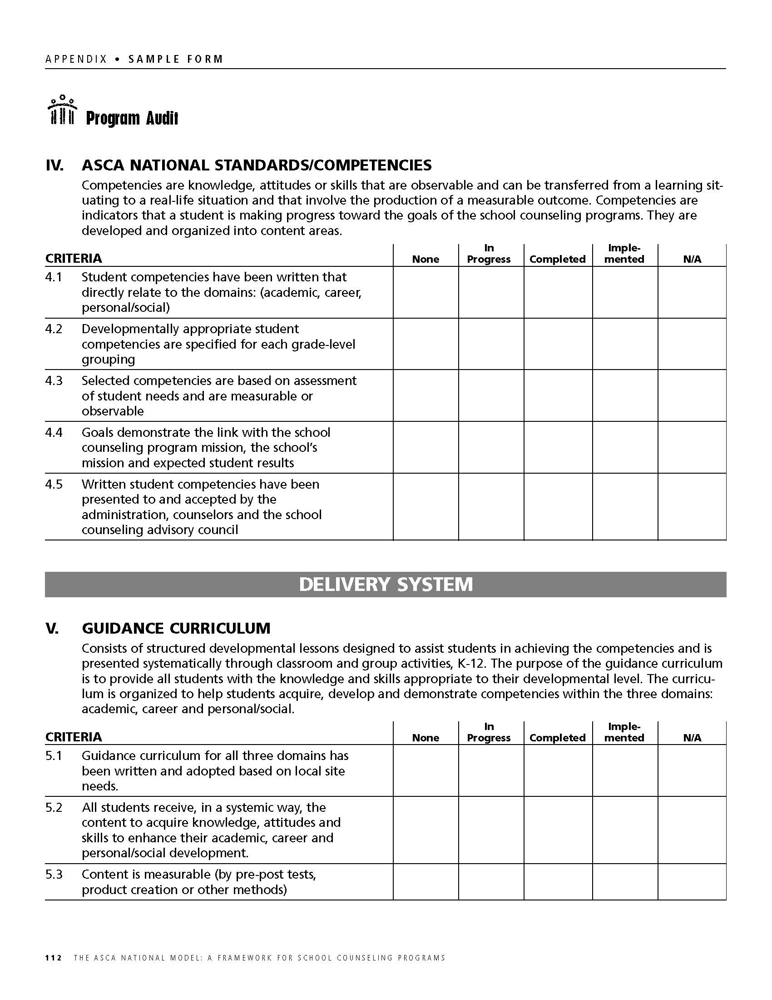 APPENDIX • SAMPLE FORM
Program Audit
IV. ASCA NATIONAL STANDARDS/COMPETENCIES
Competencies are knowledge, attitudes or skills that are observable and can be transferred from a learning sit-
uating to a real-life situation and that involve the production of a measurable outcome. Competencies are
indicators that a student is making progress toward the goals of the school counseling programs. They are
developed and organized into content areas.
CRITERIA None In Progress Completed Imple-mented N/A
4.1 Student competencies have been written that
directly relate to the domains: (academic, career,
personal/social)
4.2 Developmentally appropriate student
competencies are specified for each grade-level
grouping
4.3 Selected competencies are based on assessment
of student needs and are measurable or
observable
4.4 Goals demonstrate the link with the school
counseling program mission, the school's
mission and expected student results
4.5 Written student competencies have been
presented to and accepted by the
administration, counselors and the school
counseling advisory council
DELIVERY SYSTEM
V. GUIDANCE CURRICULUM
Consists of structured developmental lessons designed to assist students in achieving the competencies and is
presented systematically through classroom and group activities, K-12. The purpose of the guidance curriculum
is to provide all students with the knowledge and skills appropriate to their developmental level. The curricu-
lum is organized to help students acquire, develop and demonstrate competencies within the three domains:
academic, career and personal/social.
CRITERIA None In Progress Completed Imple-mented N/A
5.1 Guidance curriculum for all three domains has
been written and adopted based on local site
needs.
5.2 All students receive, in a systemic way, the
content to acquire knowledge, attitudes and
skills to enhance their academic, career and
personal/social development.
5.3 Content is measurable (by pre-post tests,
product creation or other methods)
112 THE ASCA NATIONAL MODEL: A FRAMEWORK FOR SCHOOL COUNSELING PROGRAMS